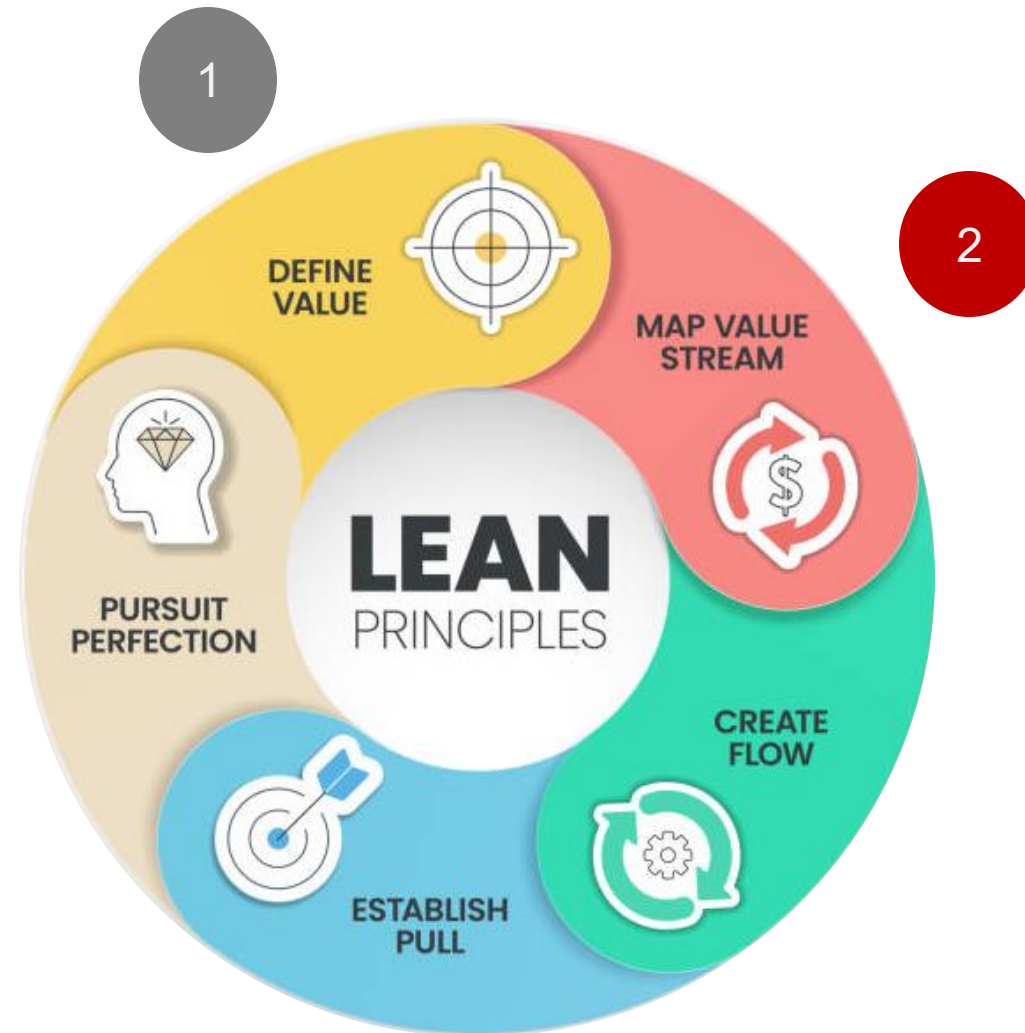 1
DEFINE
VALUE
2
MAP VALUE
STREAM
$
LEAN
PRINCIPLES
PURSUIT
PERFECTION
CREATE
FLOW
ESTABLISH
PULL